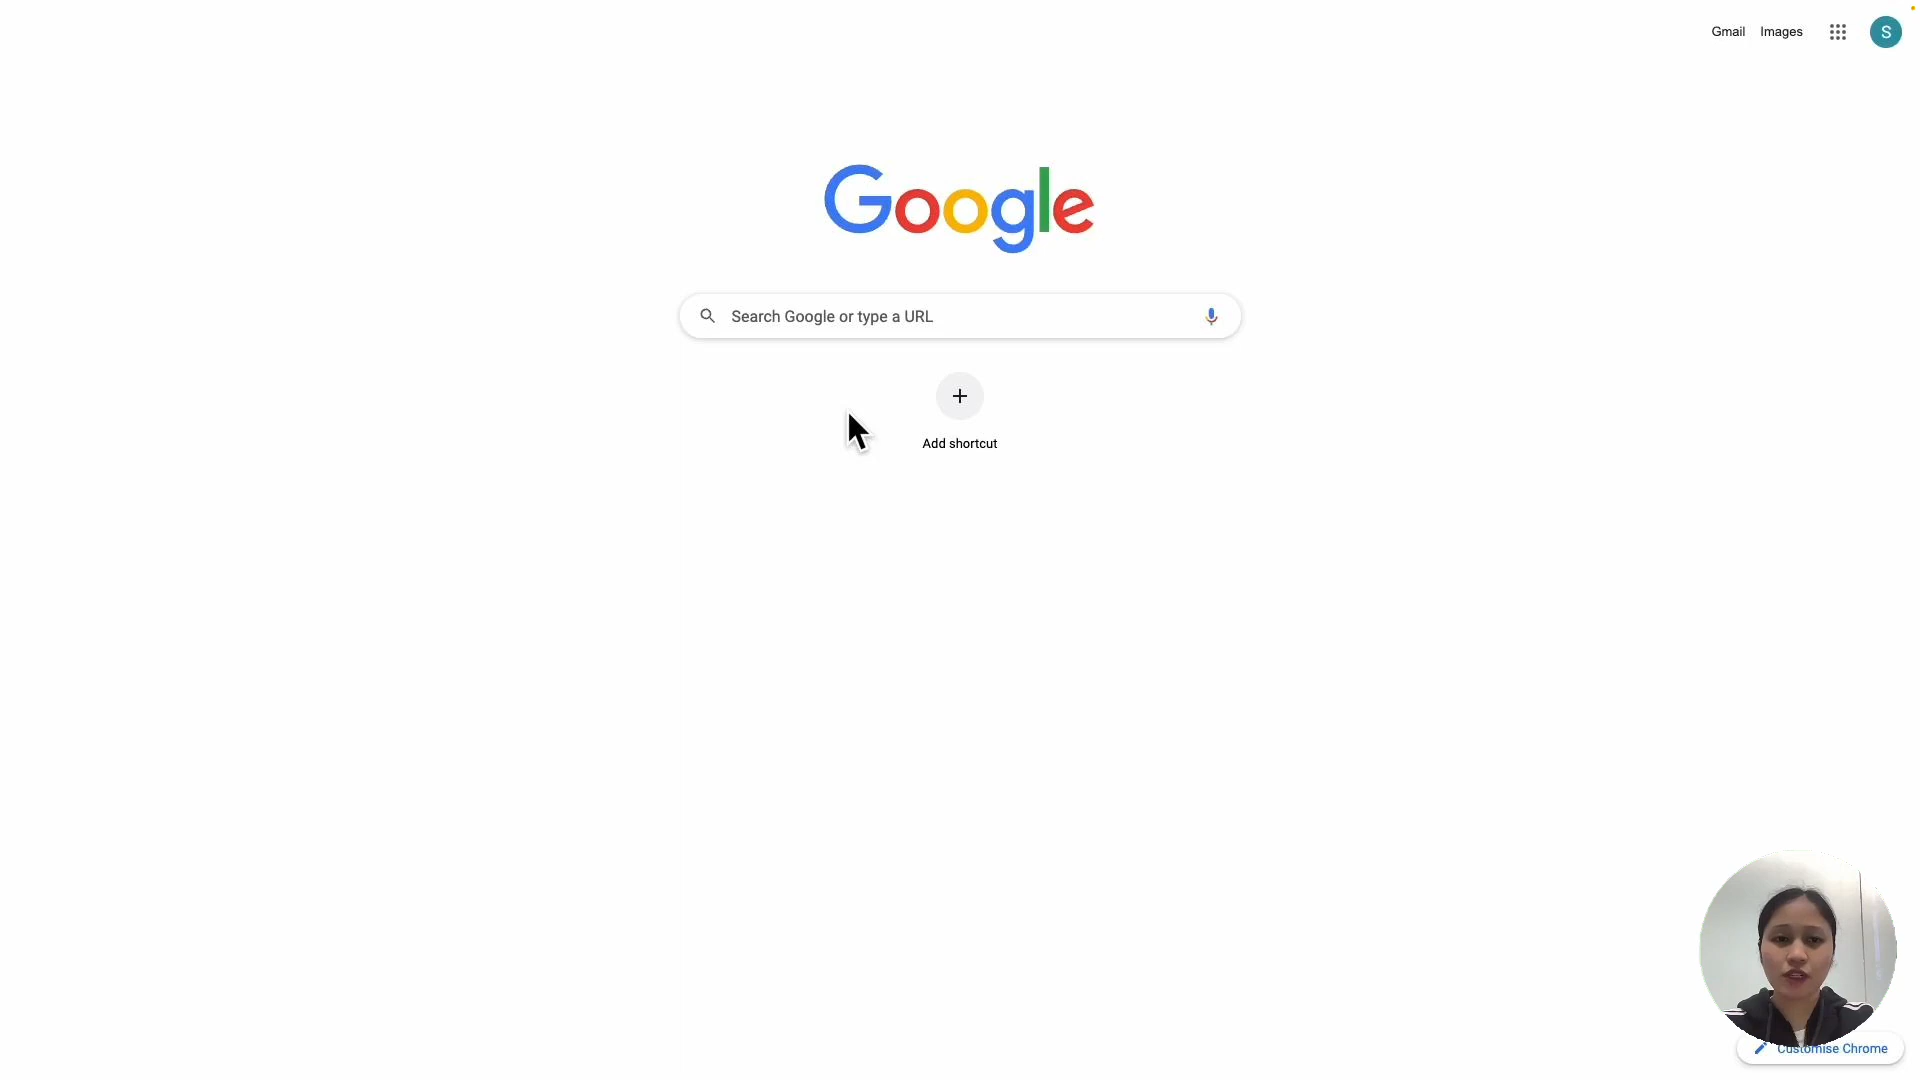 Gmail Images
S
Google
Search Google or type a URL
Add shortcut
Customise Chrome